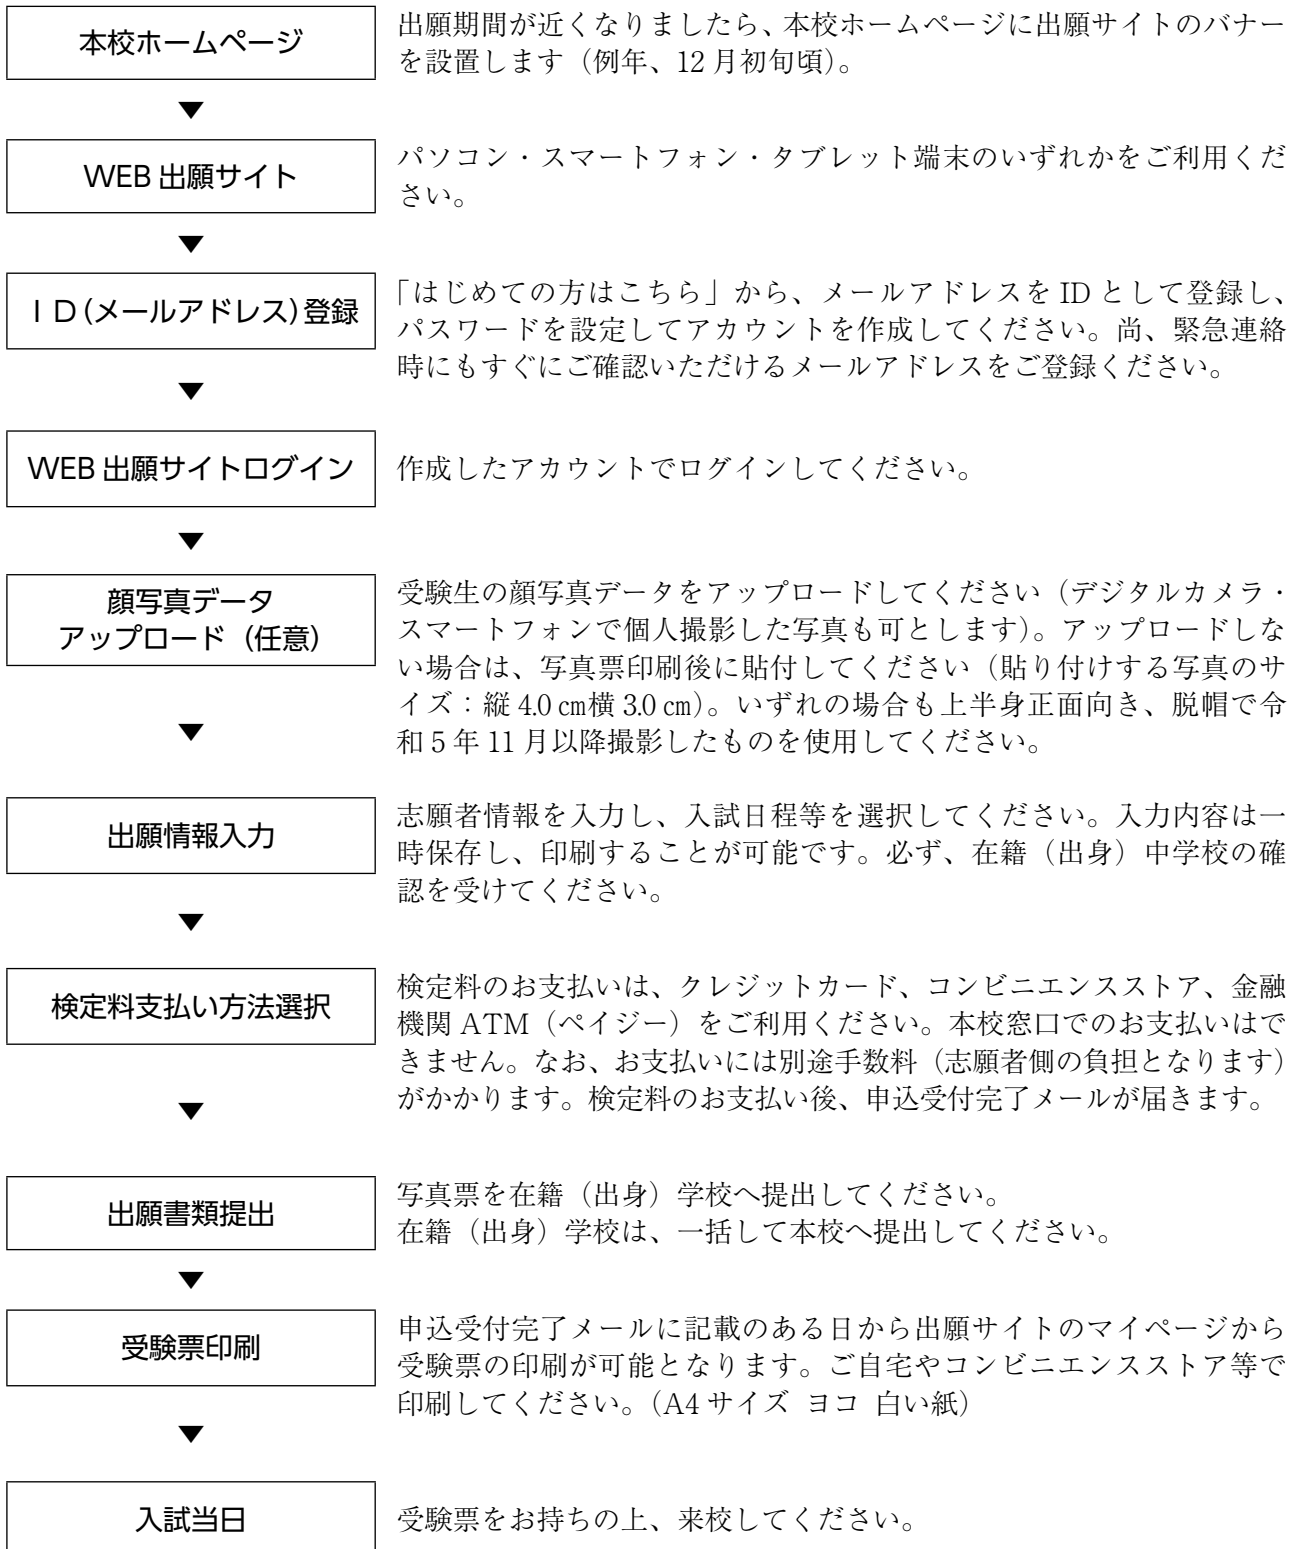 本校ホームページ
出願期間が近くなりましたら、本校ホームページに出願サイトのバナー
を設置します（例年、12 月初旬頃）。
▼
WEB 出願サイト
パソコン・スマートフォン・タブレット端末のいずれかをご利用くだ
さい。
▼
ＩＤ(メールアドレス)登録
「はじめての方はこちら」から、メールアドレスを ID として登録し、
パスワードを設定してアカウントを作成してください。尚、緊急連絡
時にもすぐにご確認いただけるメールアドレスをご登録ください。
▼
WEB 出願サイトログイン
作成したアカウントでログインしてください。
▼
顔写真データ
アップロード（任意）
受験生の顔写真データをアップロードしてください（デジタルカメラ・
スマートフォンで個人撮影した写真も可とします）。アップロードしな
い場合は、写真票印刷後に貼付してください（貼り付けする写真のサ
イズ：縦 4.0 ㎝横 3.0 ㎝）。いずれの場合も上半身正面向き、脱帽で令
和 5 年 11 月以降撮影したものを使用してください。
▼
出願情報入力
志願者情報を入力し、入試日程等を選択してください。入力内容は一
時保存し、印刷することが可能です。必ず、在籍（出身）中学校の確
認を受けてください。
▼
検定料支払い方法選択
検定料のお支払いは、クレジットカード、コンビニエンスストア、金融
機関 ATM（ペイジー）をご利用ください。本校窓口でのお支払いはで
きません。なお、お支払いには別途手数料（志願者側の負担となります）
がかかります。検定料のお支払い後、申込受付完了メールが届きます。
▼
出願書類提出
写真票を在籍（出身）学校へ提出してください。
在籍（出身）学校は、一括して本校へ提出してください。
▼
受験票印刷
申込受付完了メールに記載のある日から出願サイトのマイページから
受験票の印刷が可能となります。ご自宅やコンビニエンスストア等で
印刷してください。（A4 サイズ ヨコ 白い紙）
▼
入試当日
受験票をお持ちの上、来校してください。